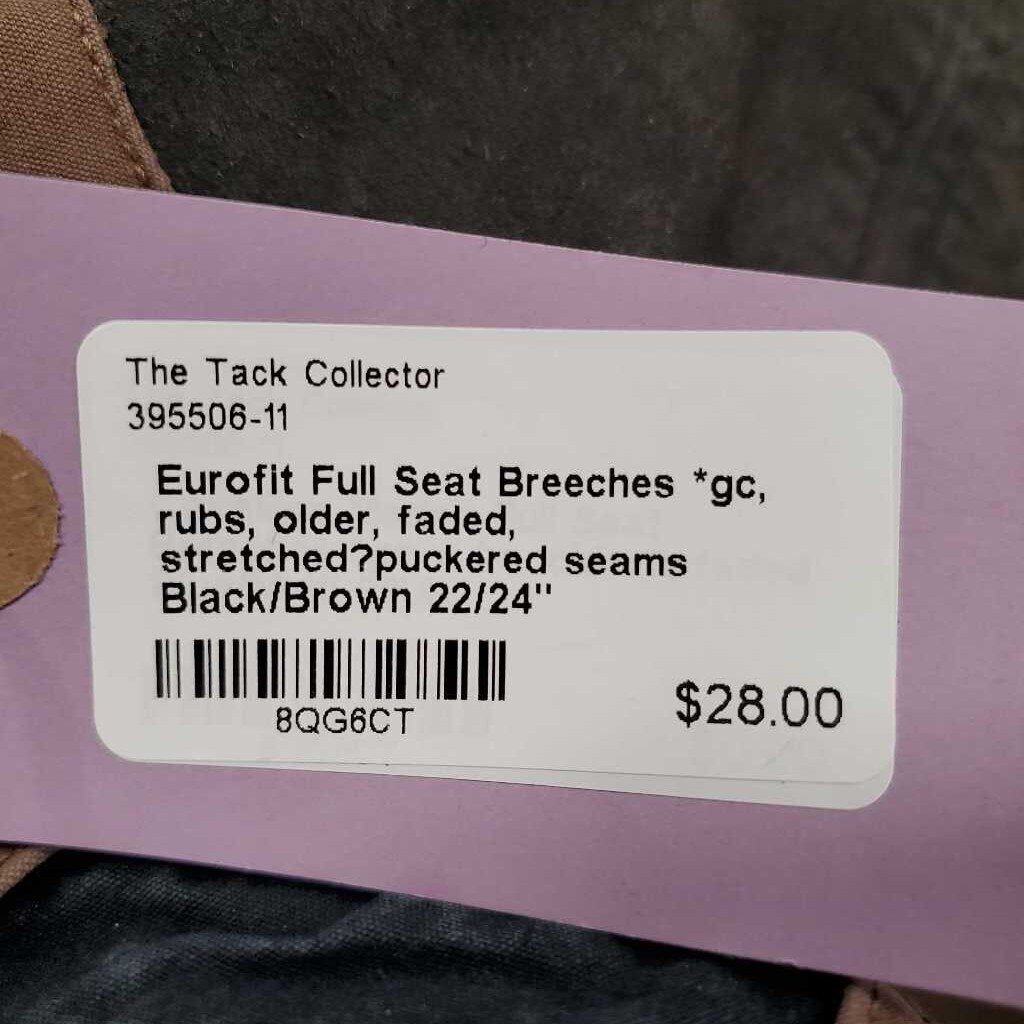 The Tack Collector
395506-11
Eurofit Full Seat Breeches *gc,
rubs, older, faded,
stretched?puckered seams
Black/Brown 22/24"
8QG6CT
$28.00